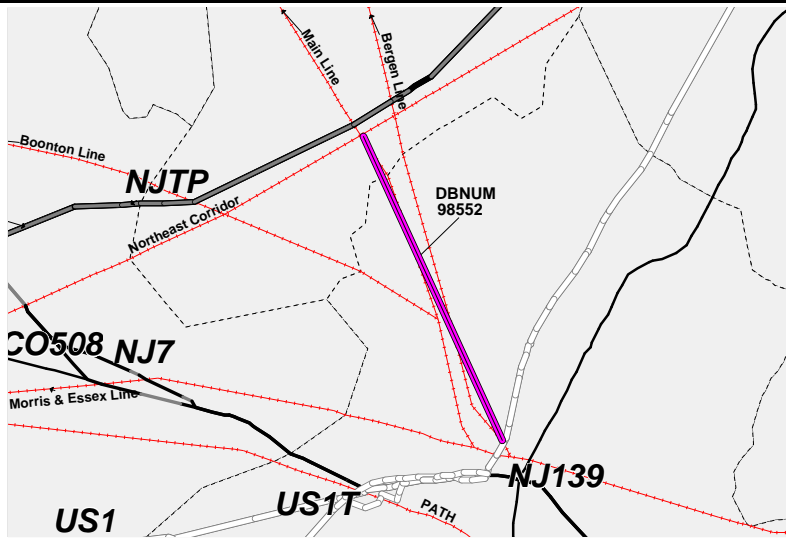 Main Line
Bergen Line
Boonton Line
NJTP
DBNUM
98552
Northeast Corridor
CO508
NJ7
Morris & Essex Line
NJ139
US1T
PATH
US1